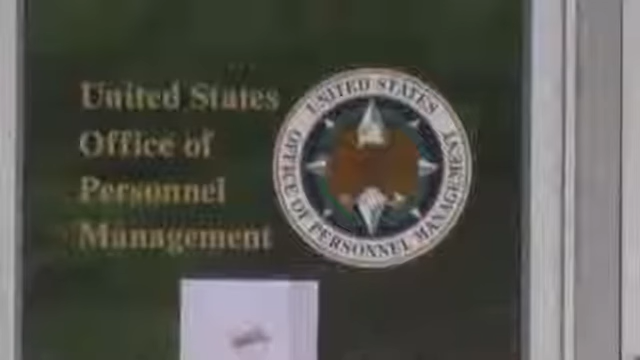 United States
Office of
Personnel
Management
UNITED STATES
OFFICE OF PERSONNEL MANAGEMENT